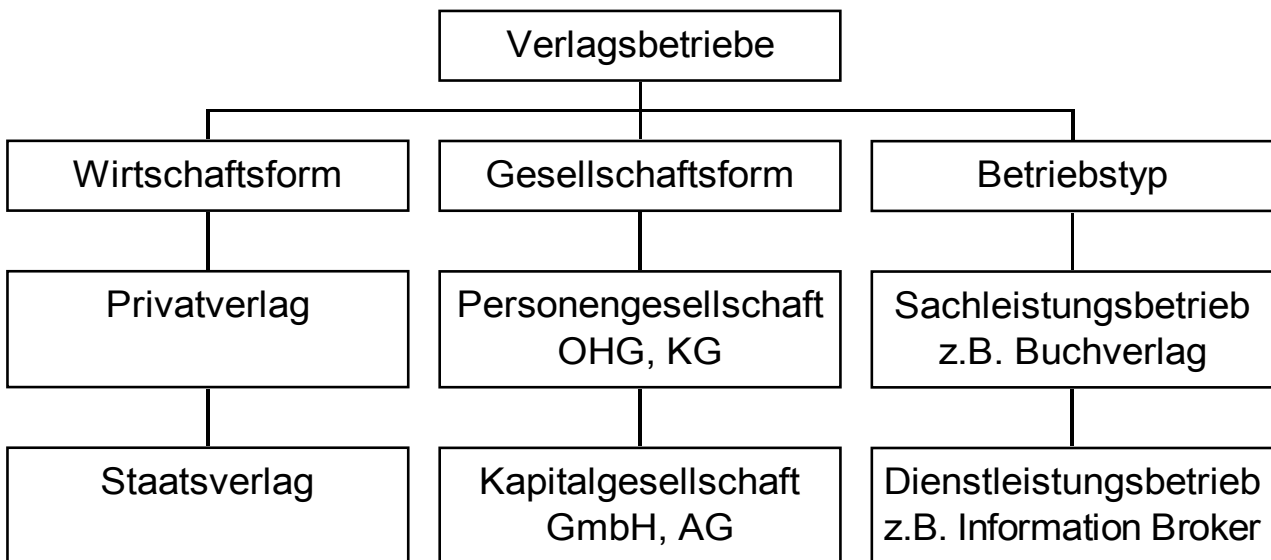 Verlagsbetriebe
Wirtschaftsform
Gesellschaftsform
Betriebstyp
Privatverlag
Personengesellschaft
OHG, KG
Sachleistungsbetrieb
z.B. Buchverlag
Staatsverlag
Kapitalgesellschaft
GmbH, AG
Dienstleistungsbetrieb
z.B. Information Broker